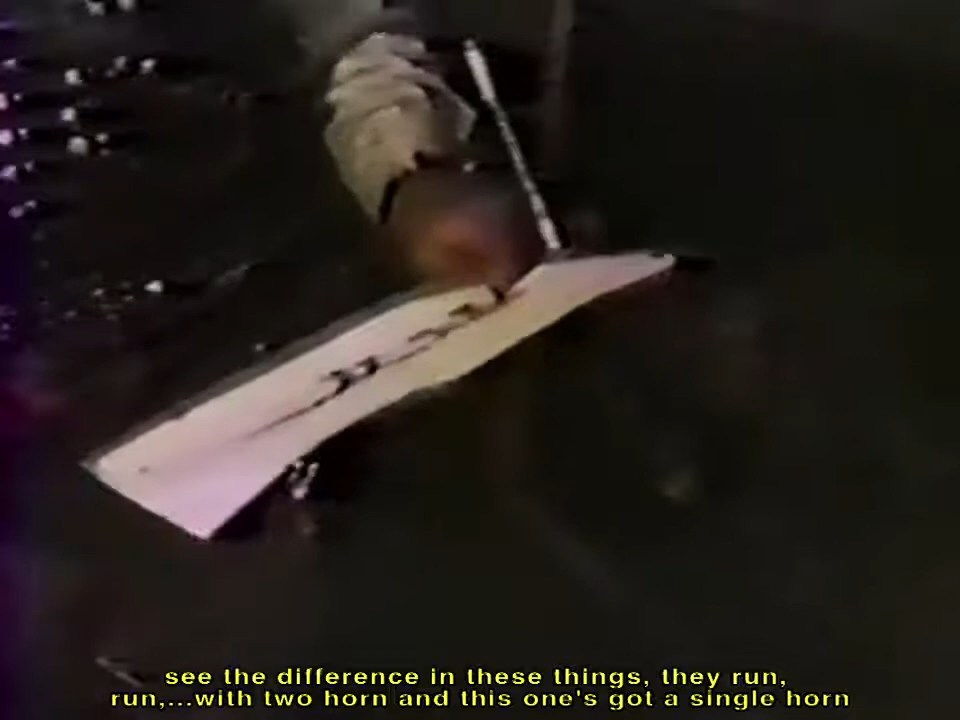 see the difference in these things, they run,
run,...with two horn and this one's got a single horn